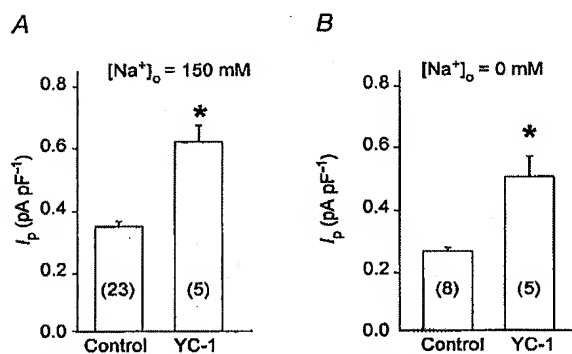 A
[Na⁺]ₒ = 150 mM
Iₚ (pA pF⁻¹)
0.8
0.6
0.4
0.2
0.0
*
(23)
(5)
Control
YC-1
B
[Na⁺]ₒ = 0 mM
Iₚ (pA pF⁻¹)
0.8
0.6
0.4
0.2
0.0
*
(8)
(5)
Control
YC-1